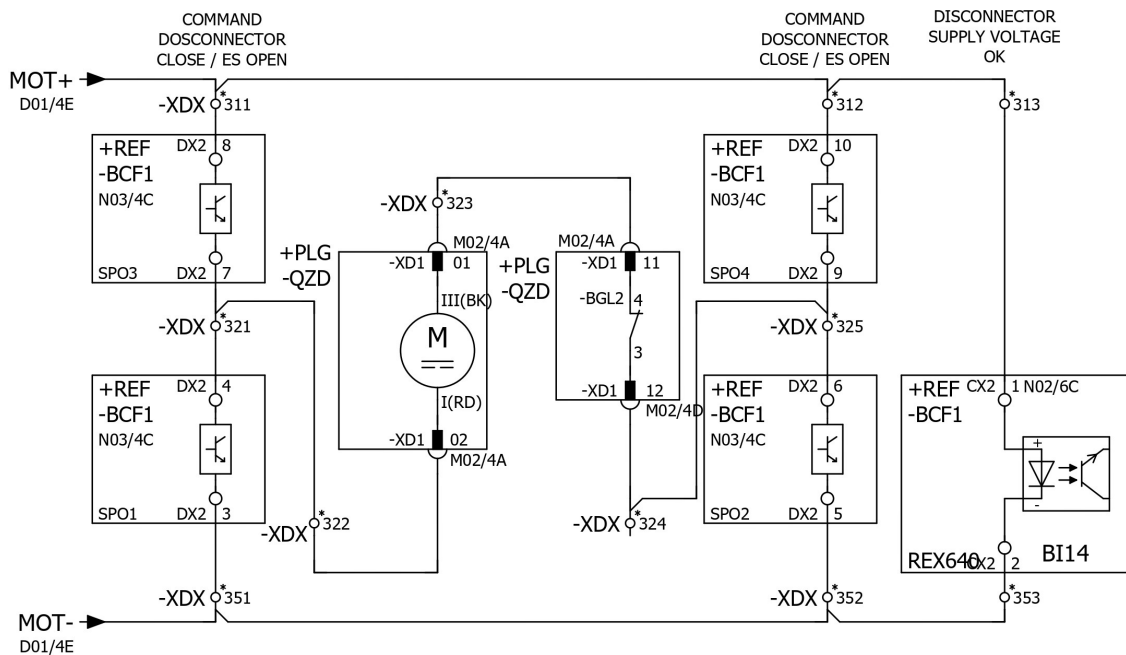 COMMAND
DOSCONNECTOR
CLOSE / ES OPEN
COMMAND
DOSCONNECTOR
CLOSE / ES OPEN
DISCONNECTOR
SUPPLY VOLTAGE
OK
MOT+
D01/4E
-XDX *311
*312
*313
+REF DX2 8
-BCF1
N03/4C
SPO3 DX2 7
+REF DX2 10
-BCF1
N03/4C
SPO4 DX2 9
-XDX *323
+PLG
-QZD
M02/4A
-XD1 01
III(BK)
M
I(RD)
-XD1 02
M02/4A
+PLG
-QZD
M02/4A
-XD1 11
-BGL2 4
3
-XD1 12
M02/4D
-XDX *321
-XDX *325
+REF DX2 4
-BCF1
N03/4C
SPO1 DX2 3
+REF DX2 6
-BCF1
N03/4C
SPO2 DX2 5
+REF CX2 1 N02/6C
-BCF1
+
-
REX640 CX2 2 BI14
-XDX *322
-XDX *324
-XDX *351
-XDX *352
*353
MOT-
D01/4E